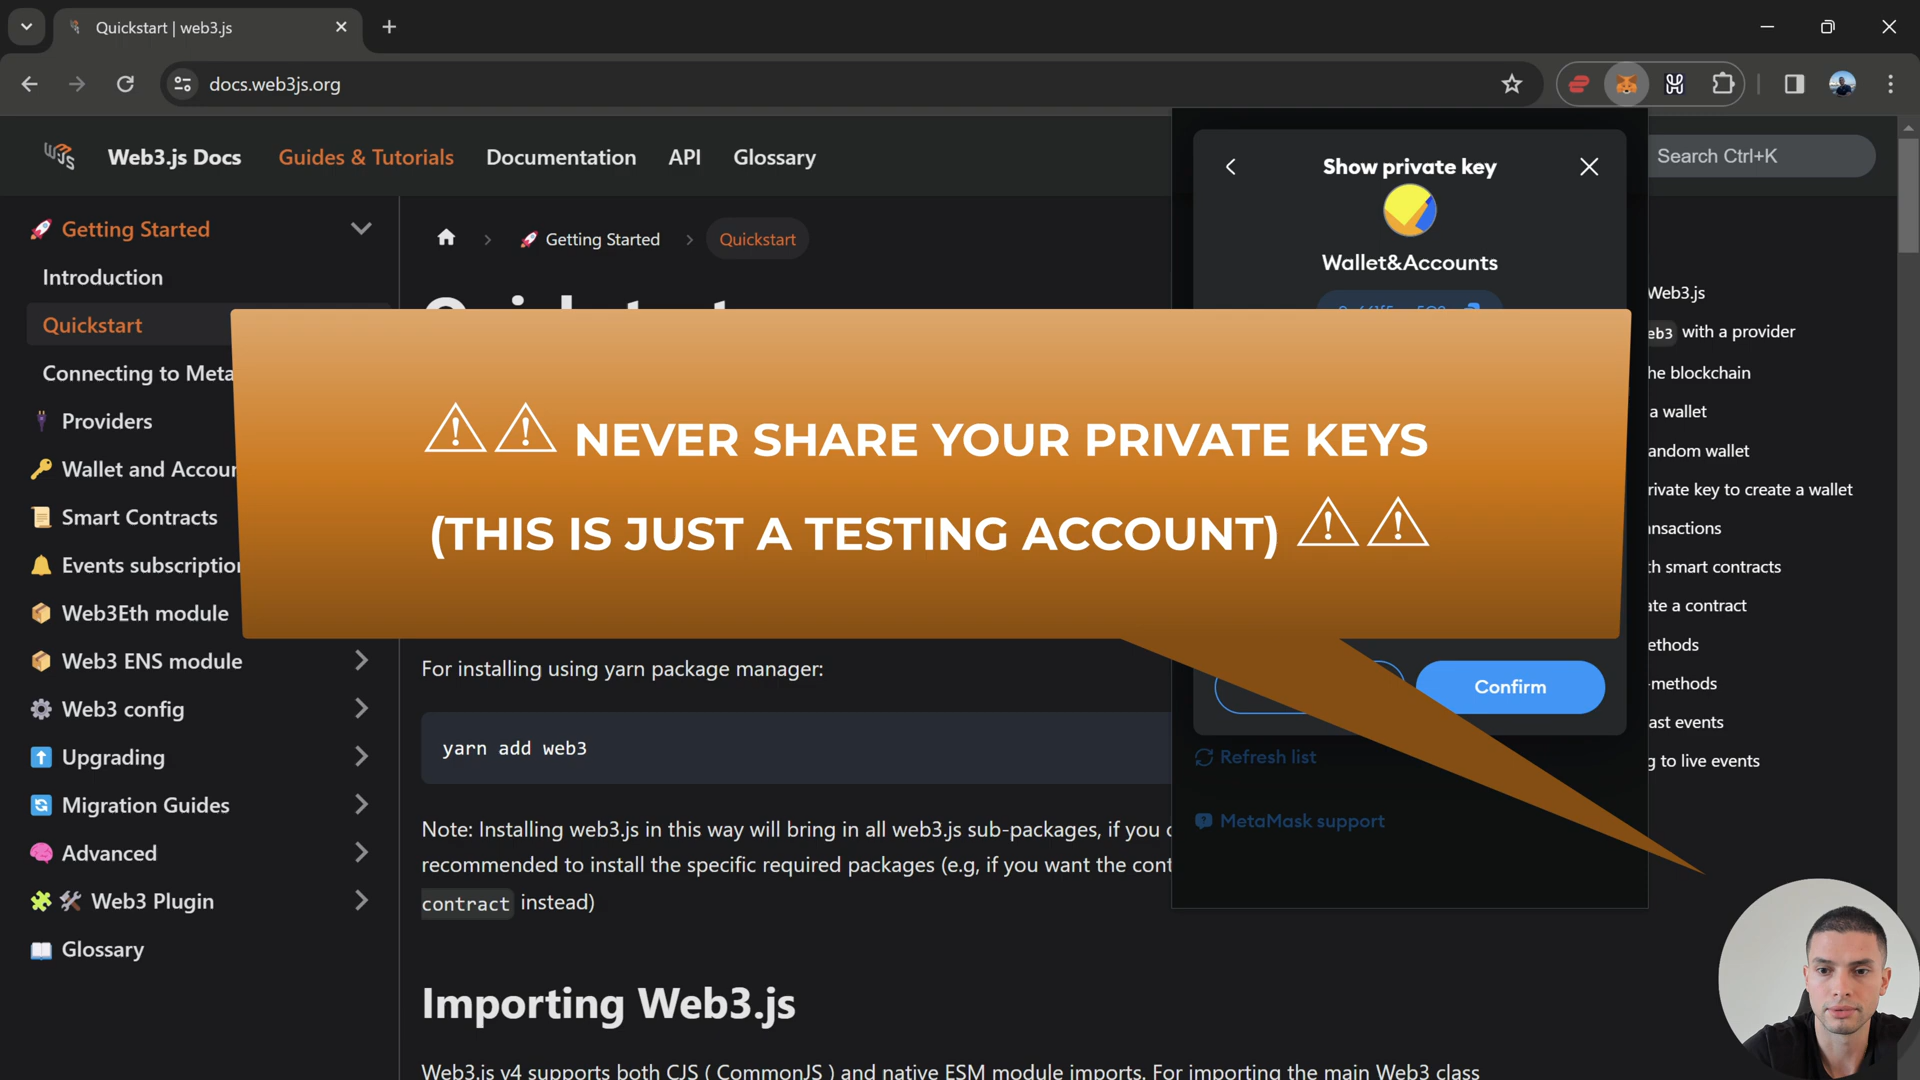 Quickstart | web3.js
docs.web3js.org
Web3.js Docs
Guides & Tutorials
Documentation
API
Glossary
Search Ctrl+K
Getting Started
Introduction
Quickstart
Connecting to Meta
Providers
Wallet and Accoun
Smart Contracts
Events subscription
Web3Eth module
Web3 ENS module
Web3 config
Upgrading
Migration Guides
Advanced
Web3 Plugin
Glossary
Getting Started
Quickstart
Quickstart
Show private key
Wallet&Accounts
⚠⚠ NEVER SHARE YOUR PRIVATE KEYS
(THIS IS JUST A TESTING ACCOUNT) ⚠⚠
Confirm
Refresh list
MetaMask support
For installing using yarn package manager:
yarn add web3
Note: Installing web3.js in this way will bring in all web3.js sub-packages, if you
recommended to install the specific required packages (e.g, if you want the cont
contract instead)
Importing Web3.js
Web3.js v4 supports both CJS ( CommonJS ) and native ESM module imports. For importing the main Web3 class
Web3.js
eb3 with a provider
he blockchain
a wallet
andom wallet
rivate key to create a wallet
nsactions
th smart contracts
ate a contract
ethods
-methods
ast events
g to live events